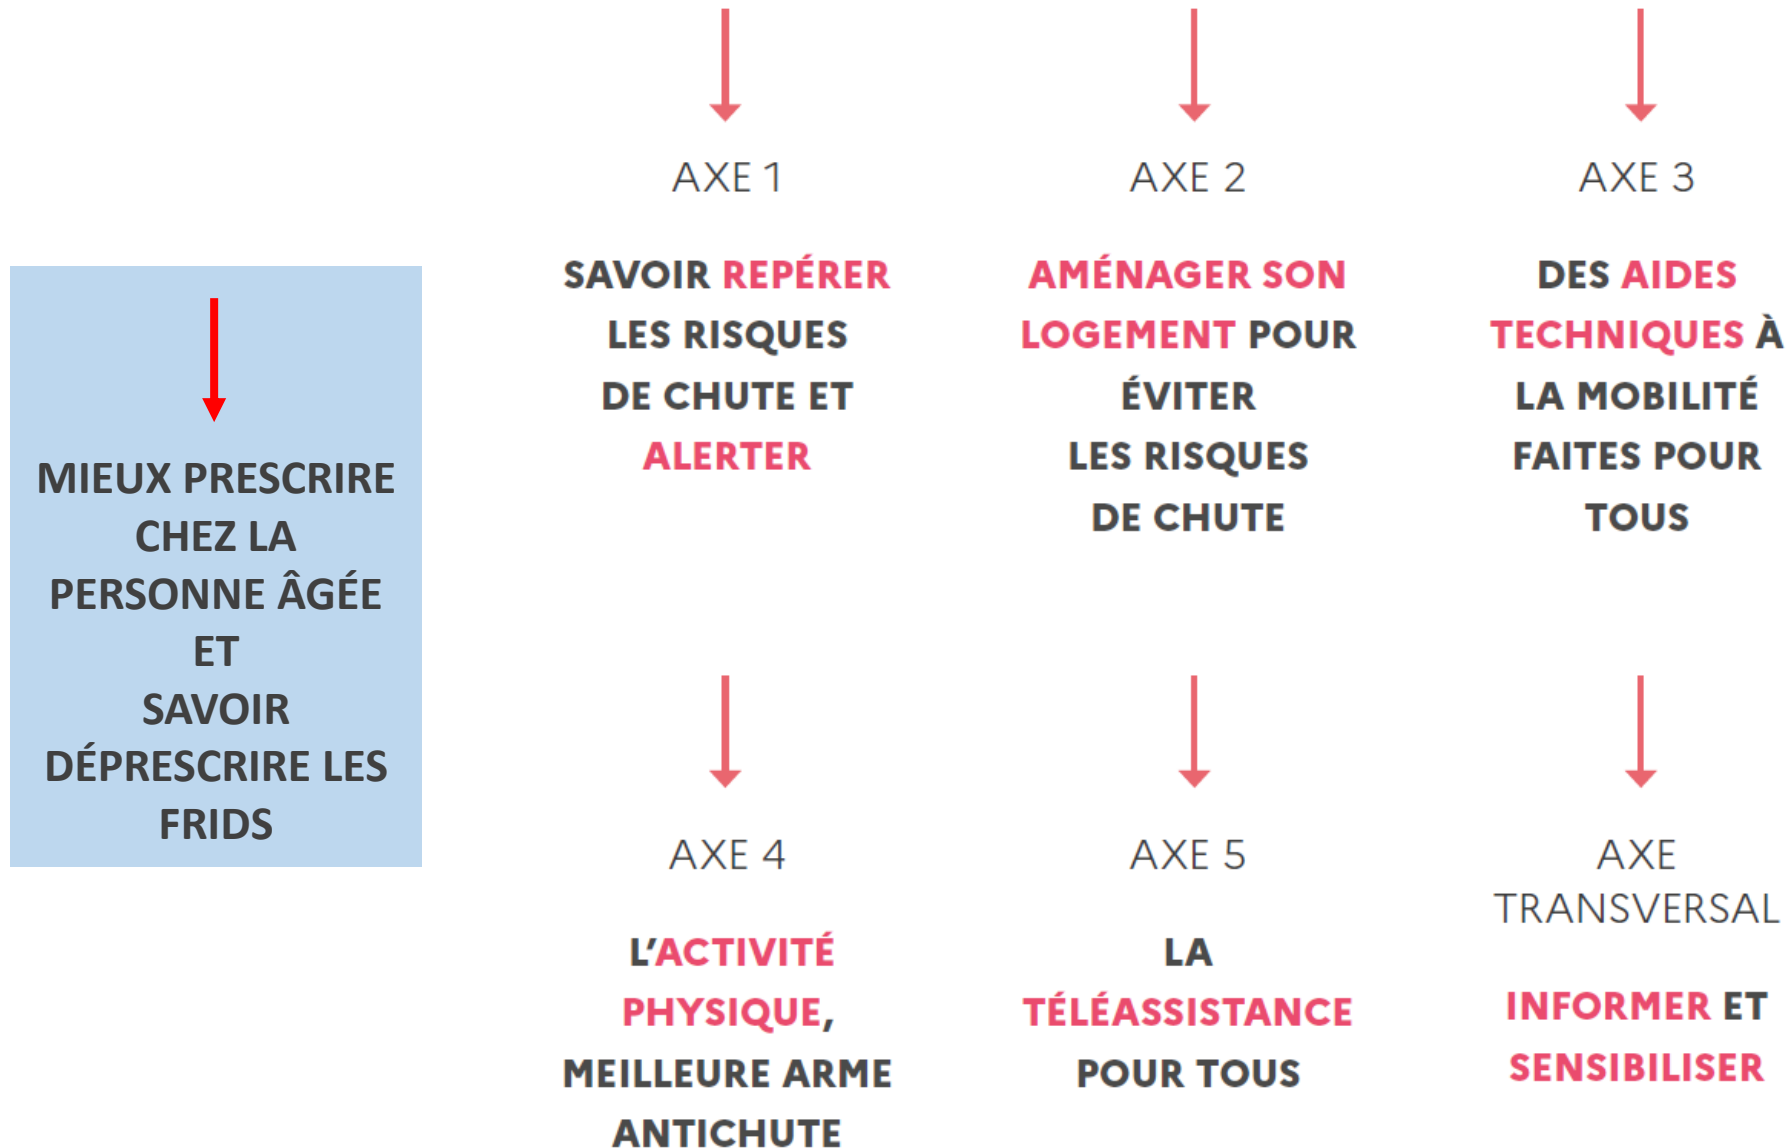 MIEUX PRESCRIRE
CHEZ LA
PERSONNE ÂGÉE
ET
SAVOIR
DÉPRESCRIRE LES
FRIDS
AXE 1
SAVOIR REPÉRER
LES RISQUES
DE CHUTE ET
ALERTER
AXE 2
AMÉNAGER SON
LOGEMENT POUR
ÉVITER
LES RISQUES
DE CHUTE
AXE 3
DES AIDES
TECHNIQUES À
LA MOBILITÉ
FAITES POUR
TOUS
AXE 4
L’ACTIVITÉ
PHYSIQUE,
MEILLEURE ARME
ANTICHUTE
AXE 5
LA
TÉLÉASSISTANCE
POUR TOUS
AXE
TRANSVERSAL
INFORMER ET
SENSIBILISER